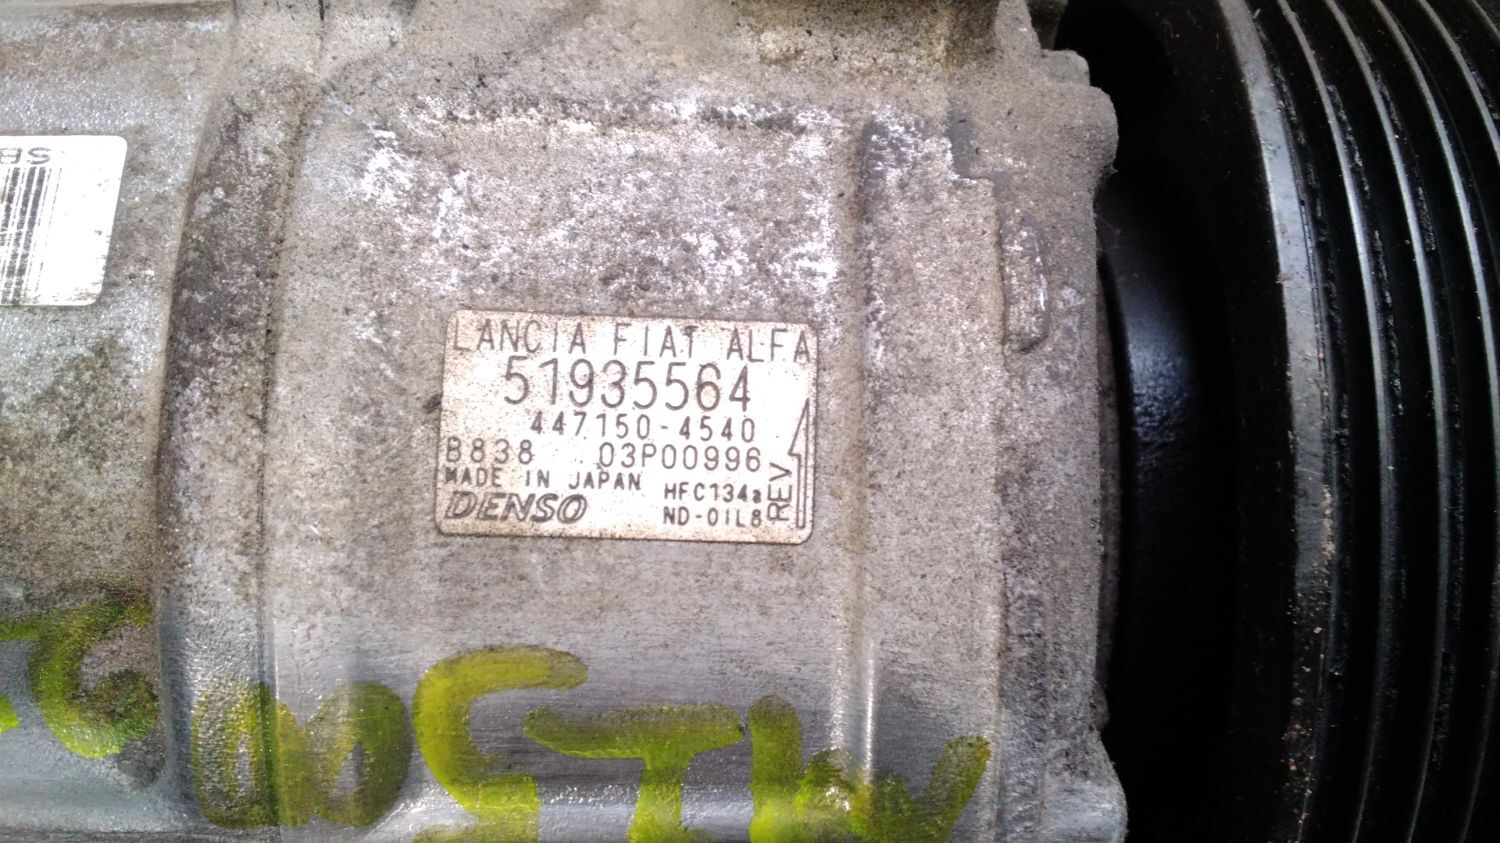 LANCIA FIAT ALFA
51935564
447150-4540
B838 03P00996
MADE IN JAPAN HFC134a
DENSO ND-OIL8
REV